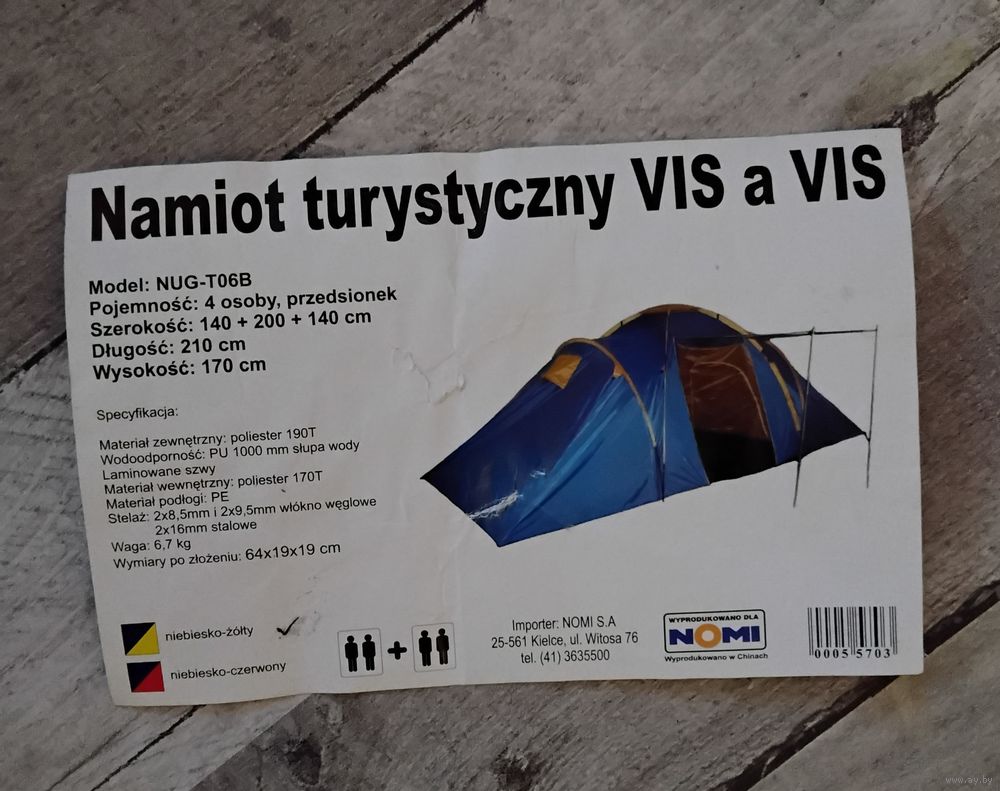 Namiot turystyczny VIS a VIS
Model: NUG-T06B
Pojemność: 4 osoby, przedsionek
Szerokość: 140 + 200 + 140 cm
Długość: 210 cm
Wysokość: 170 cm
Specyfikacja:
Materiał zewnętrzny: poliester 190T
Wodoodporność: PU 1000 mm słupa wody
Laminowane szwy
Materiał wewnętrzny: poliester 170T
Materiał podłogi: PE
Stelaż: 2x8,5mm i 2x9,5mm włókno węglowe
2x16mm stalowe
Waga: 6,7 kg
Wymiary po złożeniu: 64x19x19 cm
niebiesko-żółty
niebiesko-czerwony
+
Importer: NOMI S.A
25-561 Kielce, ul. Witosa 76
tel. (41) 3635500
WYPRODUKOWANO DLA
NOMI
Wyprodukowano w Chinach
0005 5703
www.ay.by